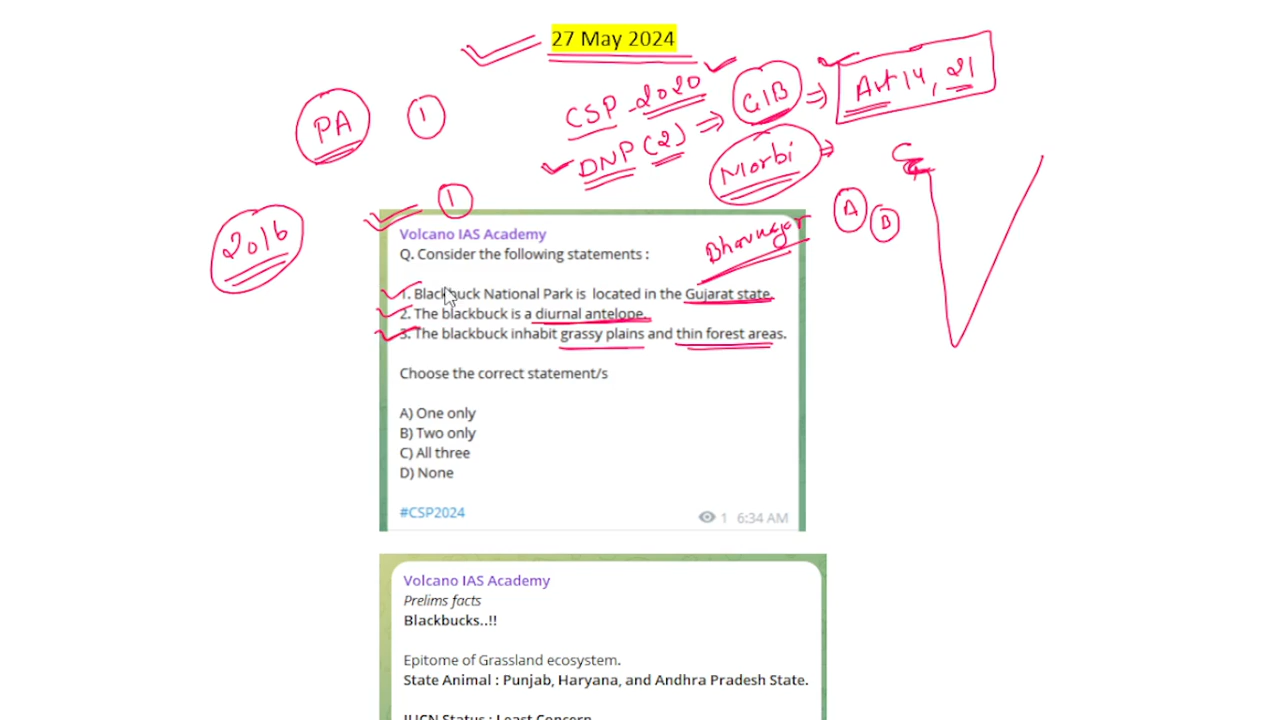 27 May 2024
CSP - 2020
GIB ⇒ Art 14, 21
PA 1
DNP (2) ⇒
Morbi ⇒
2016
1
A B
Bhavnagar
Volcano IAS Academy
Q. Consider the following statements :
1. Blackbuck National Park is located in the Gujarat state.
2. The blackbuck is a diurnal antelope.
3. The blackbuck inhabit grassy plains and thin forest areas.
Choose the correct statement/s
A) One only
B) Two only
C) All three
D) None
#CSP2024
1 6:34 AM
Volcano IAS Academy
Prelims facts
Blackbucks..!!
Epitome of Grassland ecosystem.
State Animal : Punjab, Haryana, and Andhra Pradesh State.
IUCN Status : Least Concern